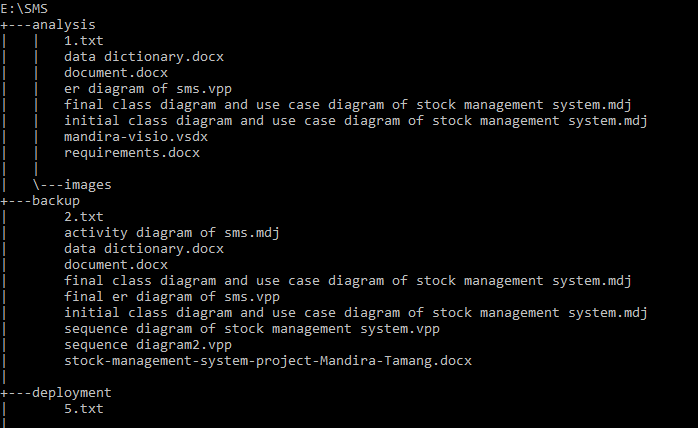 E:\SMS
+---analysis
|   |   1.txt
|   |   data dictionary.docx
|   |   document.docx
|   |   er diagram of sms.vpp
|   |   final class diagram and use case diagram of stock management system.mdj
|   |   initial class diagram and use case diagram of stock management system.mdj
|   |   mandira-visio.vsdx
|   |   requirements.docx
|   |
|   \---images
+---backup
|       2.txt
|       activity diagram of sms.mdj
|       data dictionary.docx
|       document.docx
|       final class diagram and use case diagram of stock management system.mdj
|       final er diagram of sms.vpp
|       initial class diagram and use case diagram of stock management system.mdj
|       sequence diagram of stock management system.vpp
|       sequence diagram2.vpp
|       stock-management-system-project-Mandira-Tamang.docx
|
+---deployment
|       5.txt
|